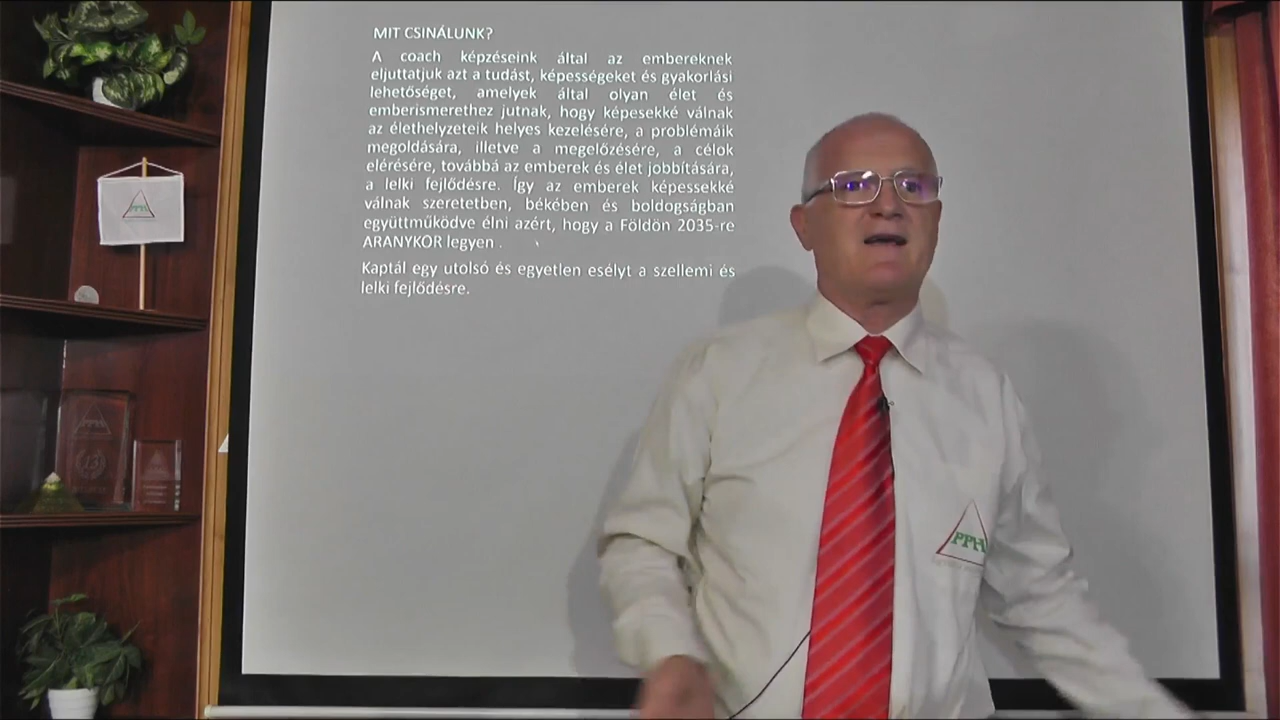 MIT CSINÁLUNK?
A coach képzéseink által az embereknek
eljuttatjuk azt a tudást, képességeket és gyakorlási
lehetőséget, amelyek által olyan élet és
emberismerethez jutnak, hogy képesekké válnak
az élethelyzeteik helyes kezelésére, a problémáik
megoldására, illetve a megelőzésére, a célok
elérésére, továbbá az emberek és élet jobbítására,
a lelki fejlődésre. Így az emberek képessekké
válnak szeretetben, békében és boldogságban
együttműködve élni azért, hogy a Földön 2035-re
ARANYKOR legyen .
Kaptál egy utolsó és egyetlen esélyt a szellemi és
lelki fejlődésre.
PPH
13